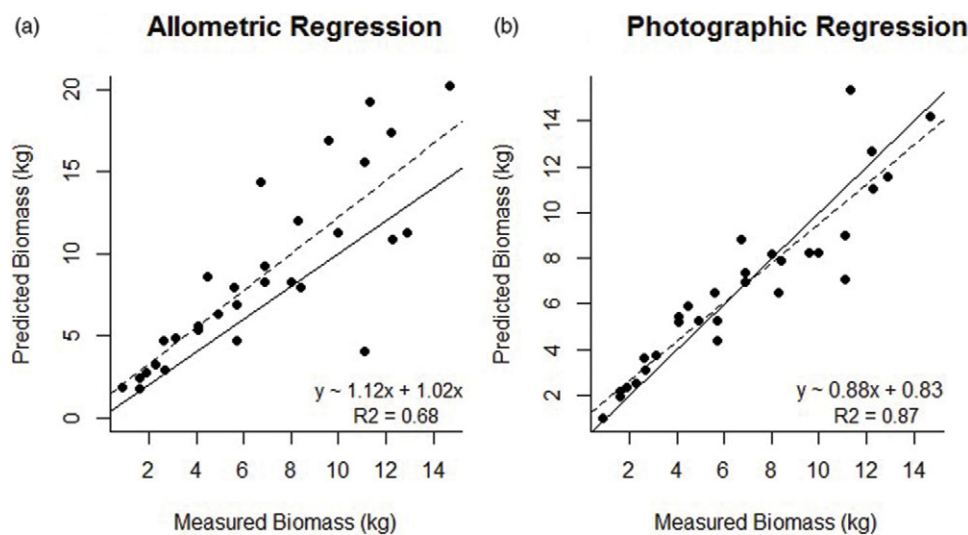 (a) Allometric Regression
Predicted Biomass (kg)
20
15
10
5
0
y ~ 1.12x + 1.02x
R2 = 0.68
2 4 6 8 10 12 14
Measured Biomass (kg)
(b) Photographic Regression
Predicted Biomass (kg)
14
12
10
8
6
4
2
y ~ 0.88x + 0.83
R2 = 0.87
2 4 6 8 10 12 14
Measured Biomass (kg)